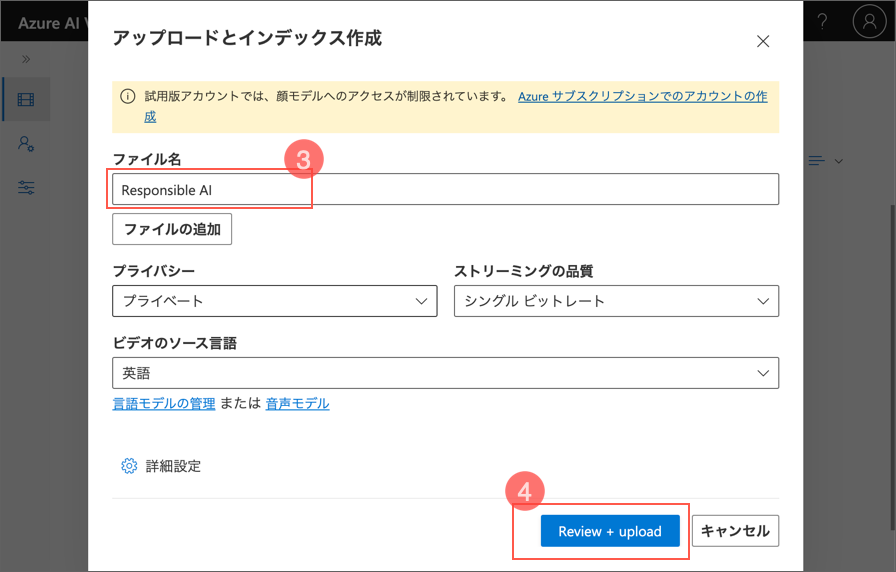 Azure AI V
?
アップロードとインデックス作成
試用版アカウントでは、顔モデルへのアクセスが制限されています。 Azure サブスクリプションでのアカウントの作
成
ファイル名
3
Responsible AI
ファイルの追加
プライバシー
ストリーミングの品質
プライベート
シングル ビットレート
ビデオのソース言語
英語
言語モデルの管理 または 音声モデル
詳細設定
4
Review + upload
キャンセル